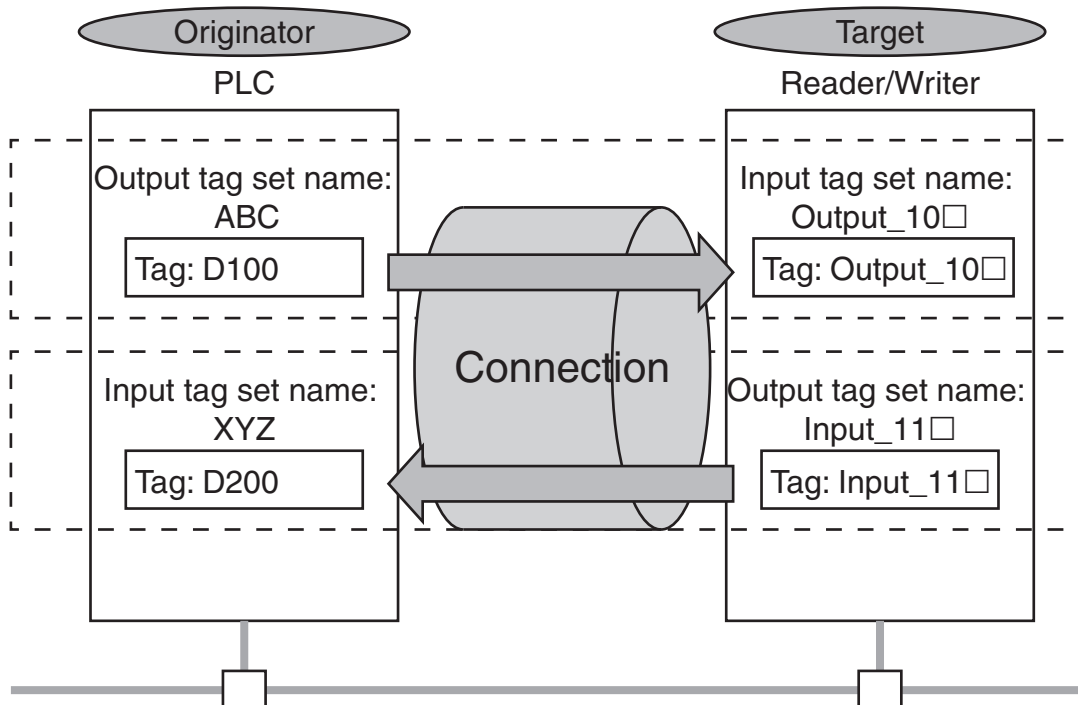 Originator
Target
PLC
Reader/Writer
Output tag set name:
ABC
Tag: D100
Input tag set name:
Output_10□
Tag: Output_10□
Connection
Input tag set name:
XYZ
Tag: D200
Output tag set name:
Input_11□
Tag: Input_11□